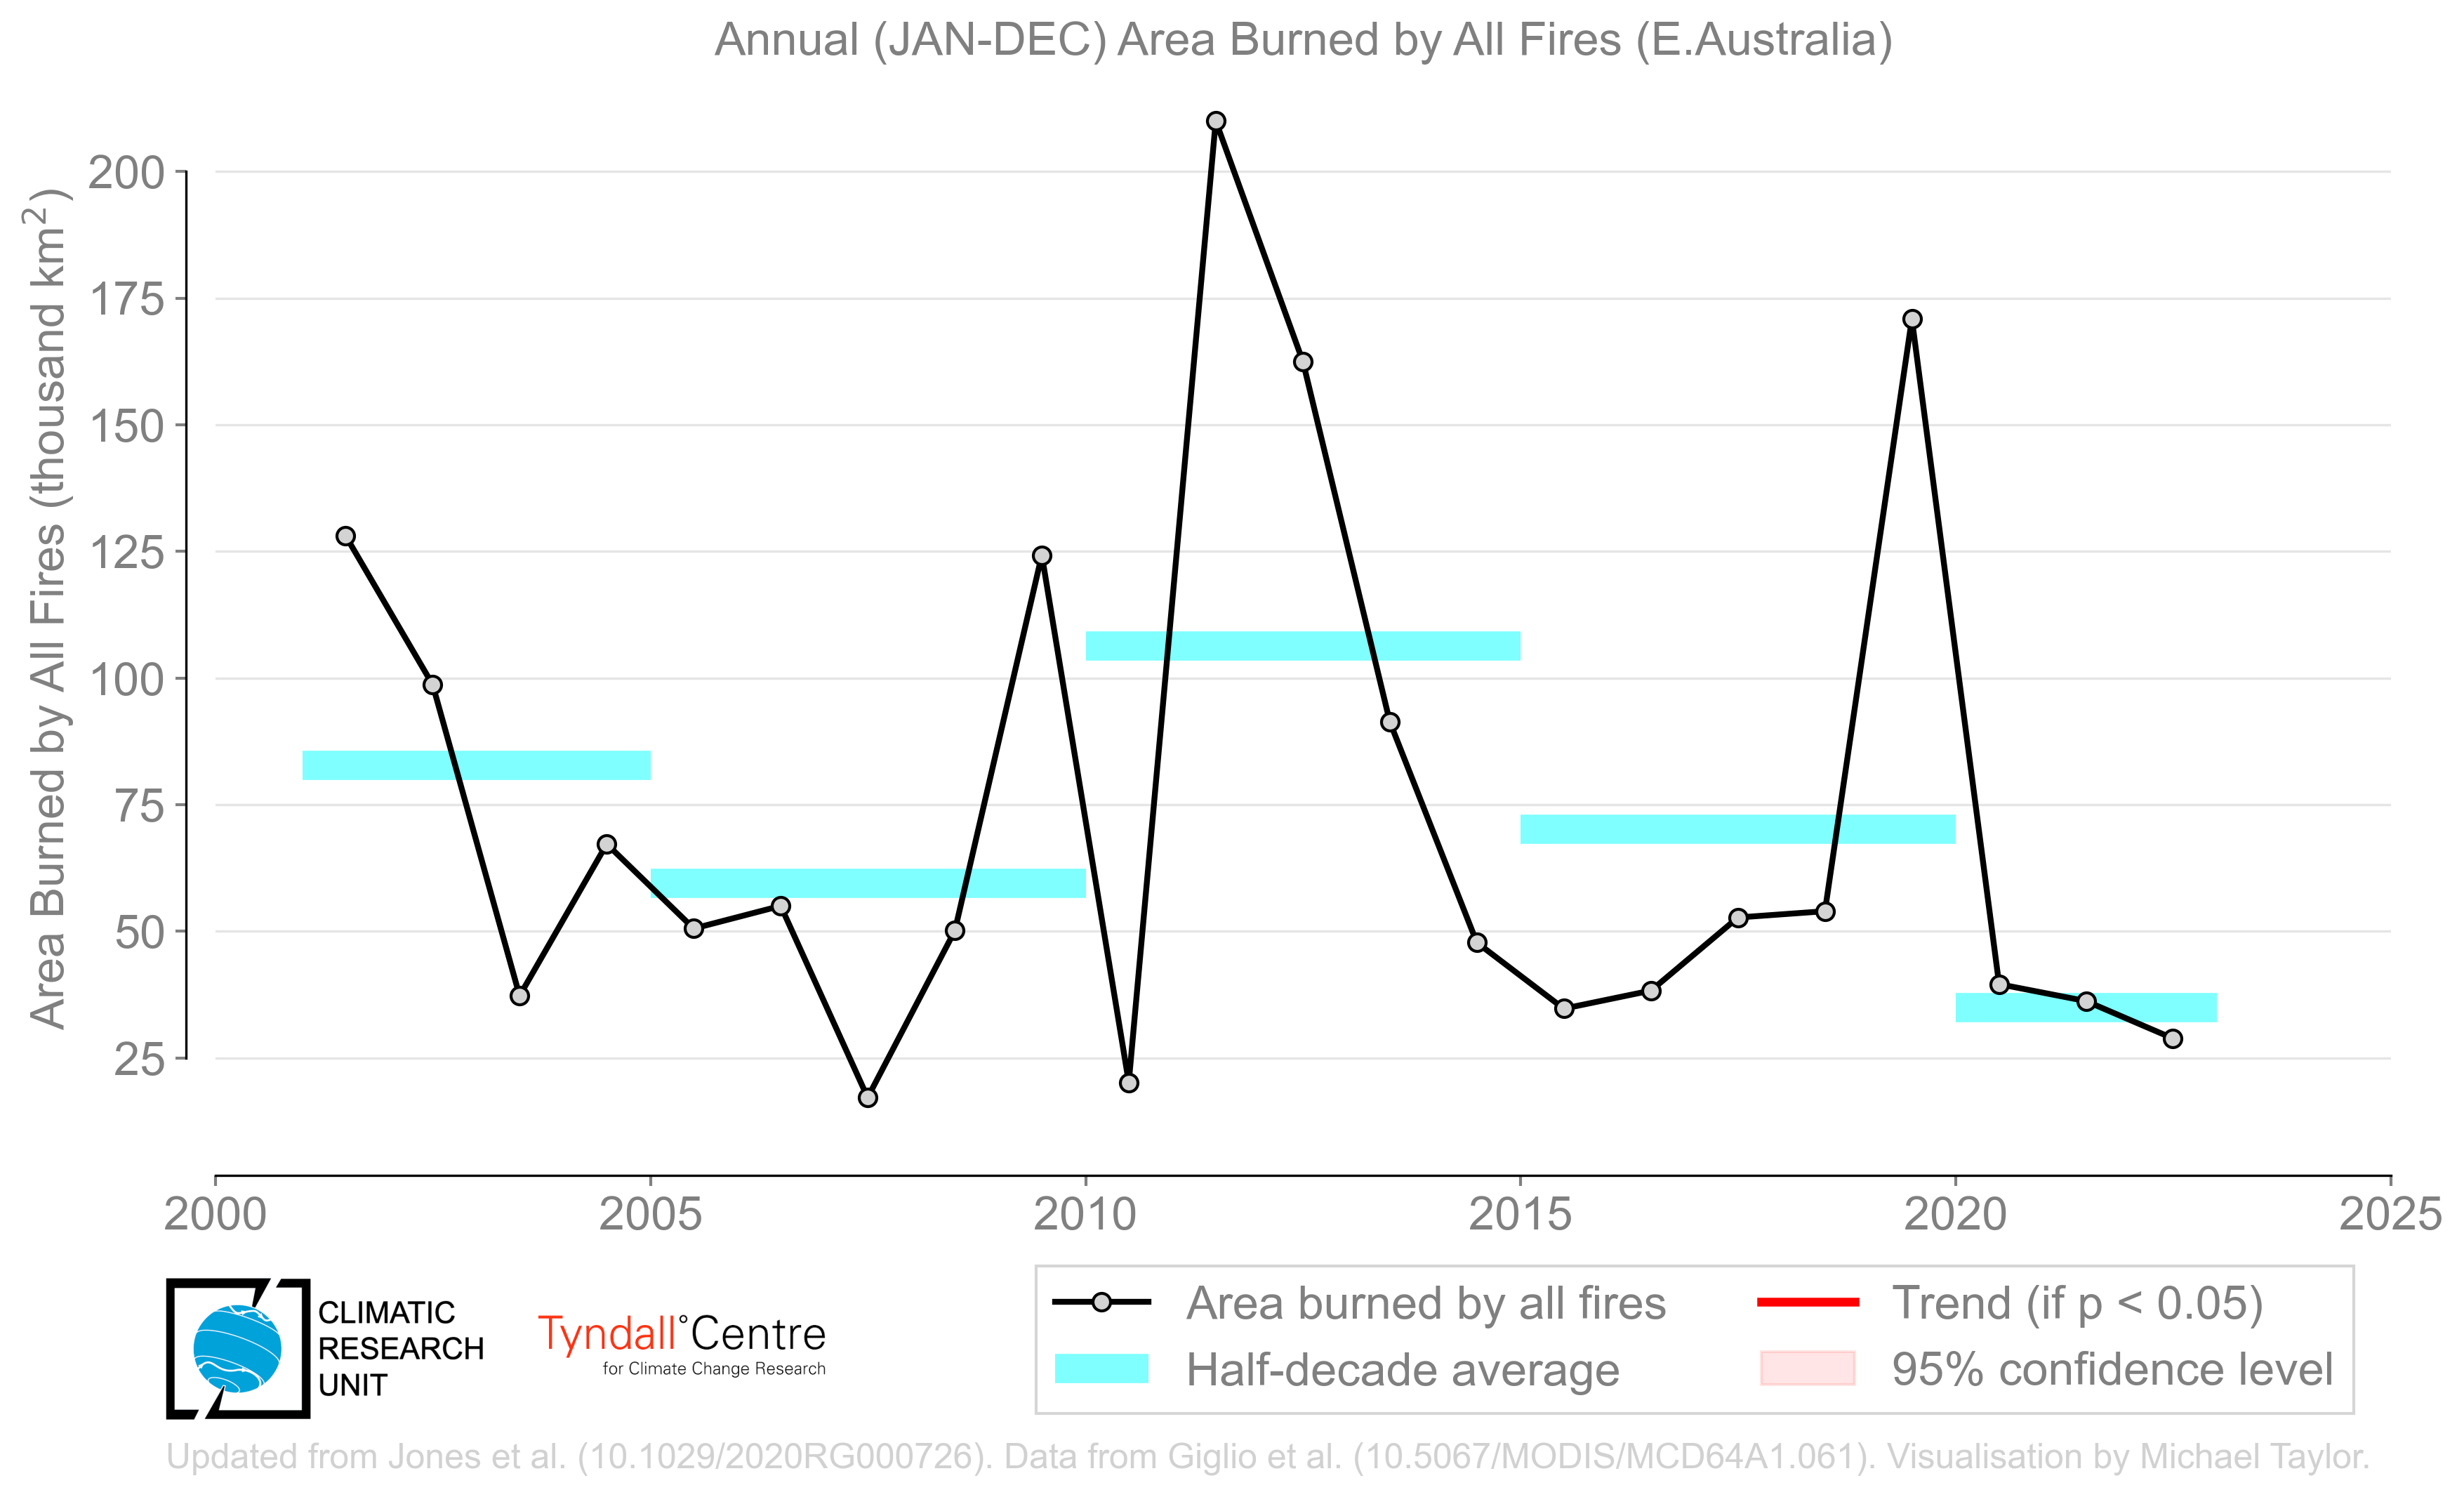 Annual (JAN-DEC) Area Burned by All Fires (E.Australia)
Area Burned by All Fires (thousand km²)
200
175
150
125
100
75
50
25
2000 2005 2010 2015 2020 2025
CLIMATIC
RESEARCH
UNIT
Tyndall°Centre
for Climate Change Research
Area burned by all fires
Half-decade average
Trend (if p < 0.05)
95% confidence level
Updated from Jones et al. (10.1029/2020RG000726). Data from Giglio et al. (10.5067/MODIS/MCD64A1.061). Visualisation by Michael Taylor.